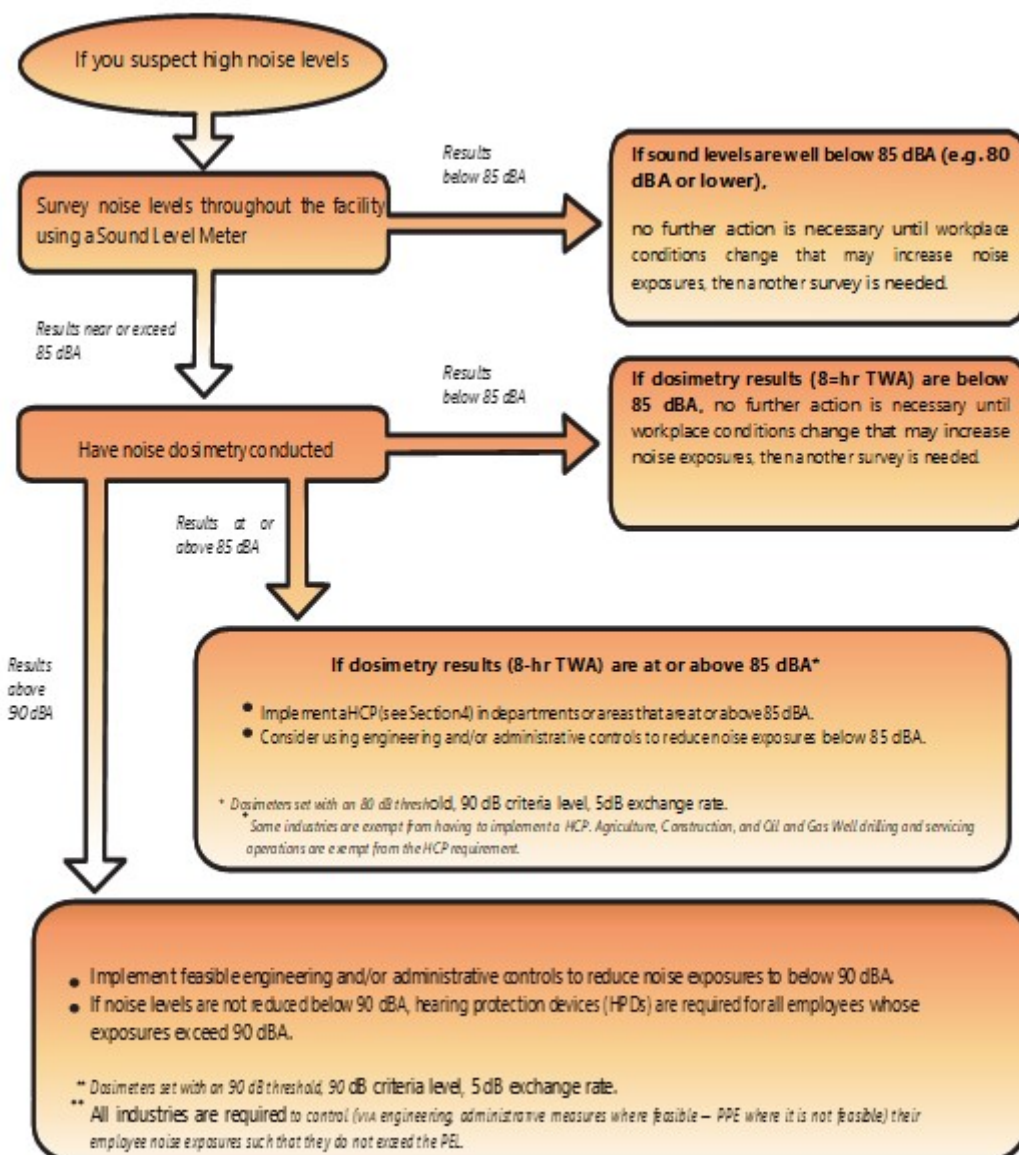 If you suspect high noise levels
Results
below 85 dBA
Survey noise levels throughout the facility
using a Sound Level Meter
If sound levels are well below 85 dBA (e.g. 80
dBA or lower),
no further action is necessary until workplace
conditions change that may increase noise
exposures, then another survey is needed.
Results near or exceed
85 dBA
Results
below 85 dBA
Have noise dosimetry conducted
If dosimetry results (8=hr TWA) are below
85 dBA, no further action is necessary until
workplace conditions change that may increase
noise exposures, then another survey is needed.
Results at or
above 85 dBA
Results
above
90 dBA
If dosimetry results (8-hr TWA) are at or above 85 dBA*
• Implement a HCP (see Section 4) in departments or areas that are at or above 85 dBA.
• Consider using engineering and/or administrative controls to reduce noise exposures below 85 dBA.
* Dosimeters set with an 80 dB threshold, 90 dB criteria level, 5dB exchange rate.
* Some industries are exempt from having to implement a HCP. Agriculture, Construction, and Oil and Gas Well drilling and servicing
operations are exempt from the HCP requirement.
• Implement feasible engineering and/or administrative controls to reduce noise exposures to below 90 dBA.
• If noise levels are not reduced below 90 dBA, hearing protection devices (HPDs) are required for all employees whose
exposures exceed 90 dBA.
** Dosimeters set with an 90 dB threshold, 90 dB criteria level, 5 dB exchange rate.
** All industries are required to control (VIA engineering, administrative measures where feasible – PPE where it is not feasible) their
employee noise exposures such that they do not exceed the PEL.